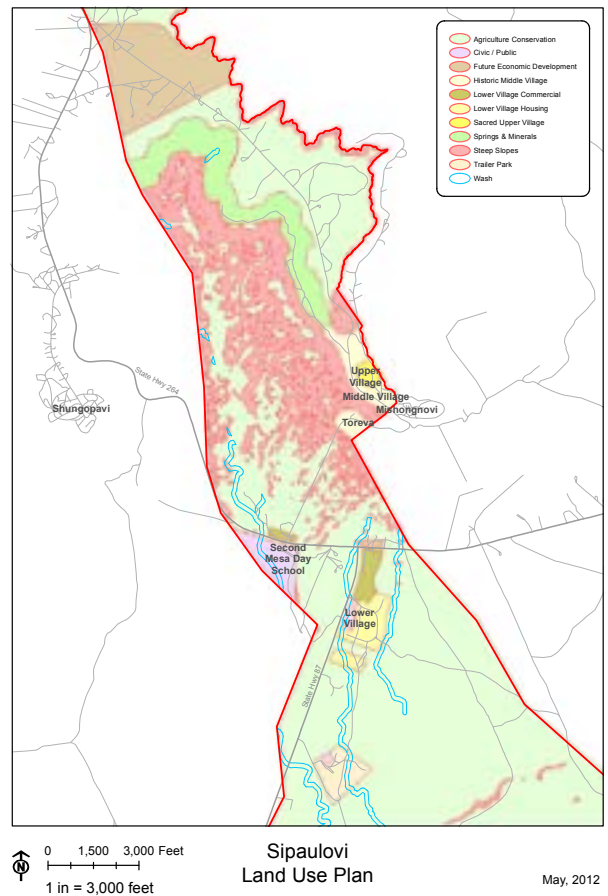 Agriculture Conservation
Civic / Public
Future Economic Development
Historic Middle Village
Lower Village Commercial
Lower Village Housing
Sacred Upper Village
Springs & Minerals
Steep Slopes
Trailer Park
Wash
State Hwy 264
Shungopavi
Upper
Village
Middle Village
Mishongnovi
Toreva
Second
Mesa Day
School
Lower
Village
State Hwy 87
N
0 1,500 3,000 Feet
1 in = 3,000 feet
Sipaulovi
Land Use Plan
May, 2012